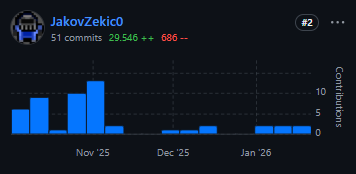 JakovZekic0
#2
51 commits 29.546 ++ 686 --
10
5
0
Contributions
Nov '25 Dec '25 Jan '26